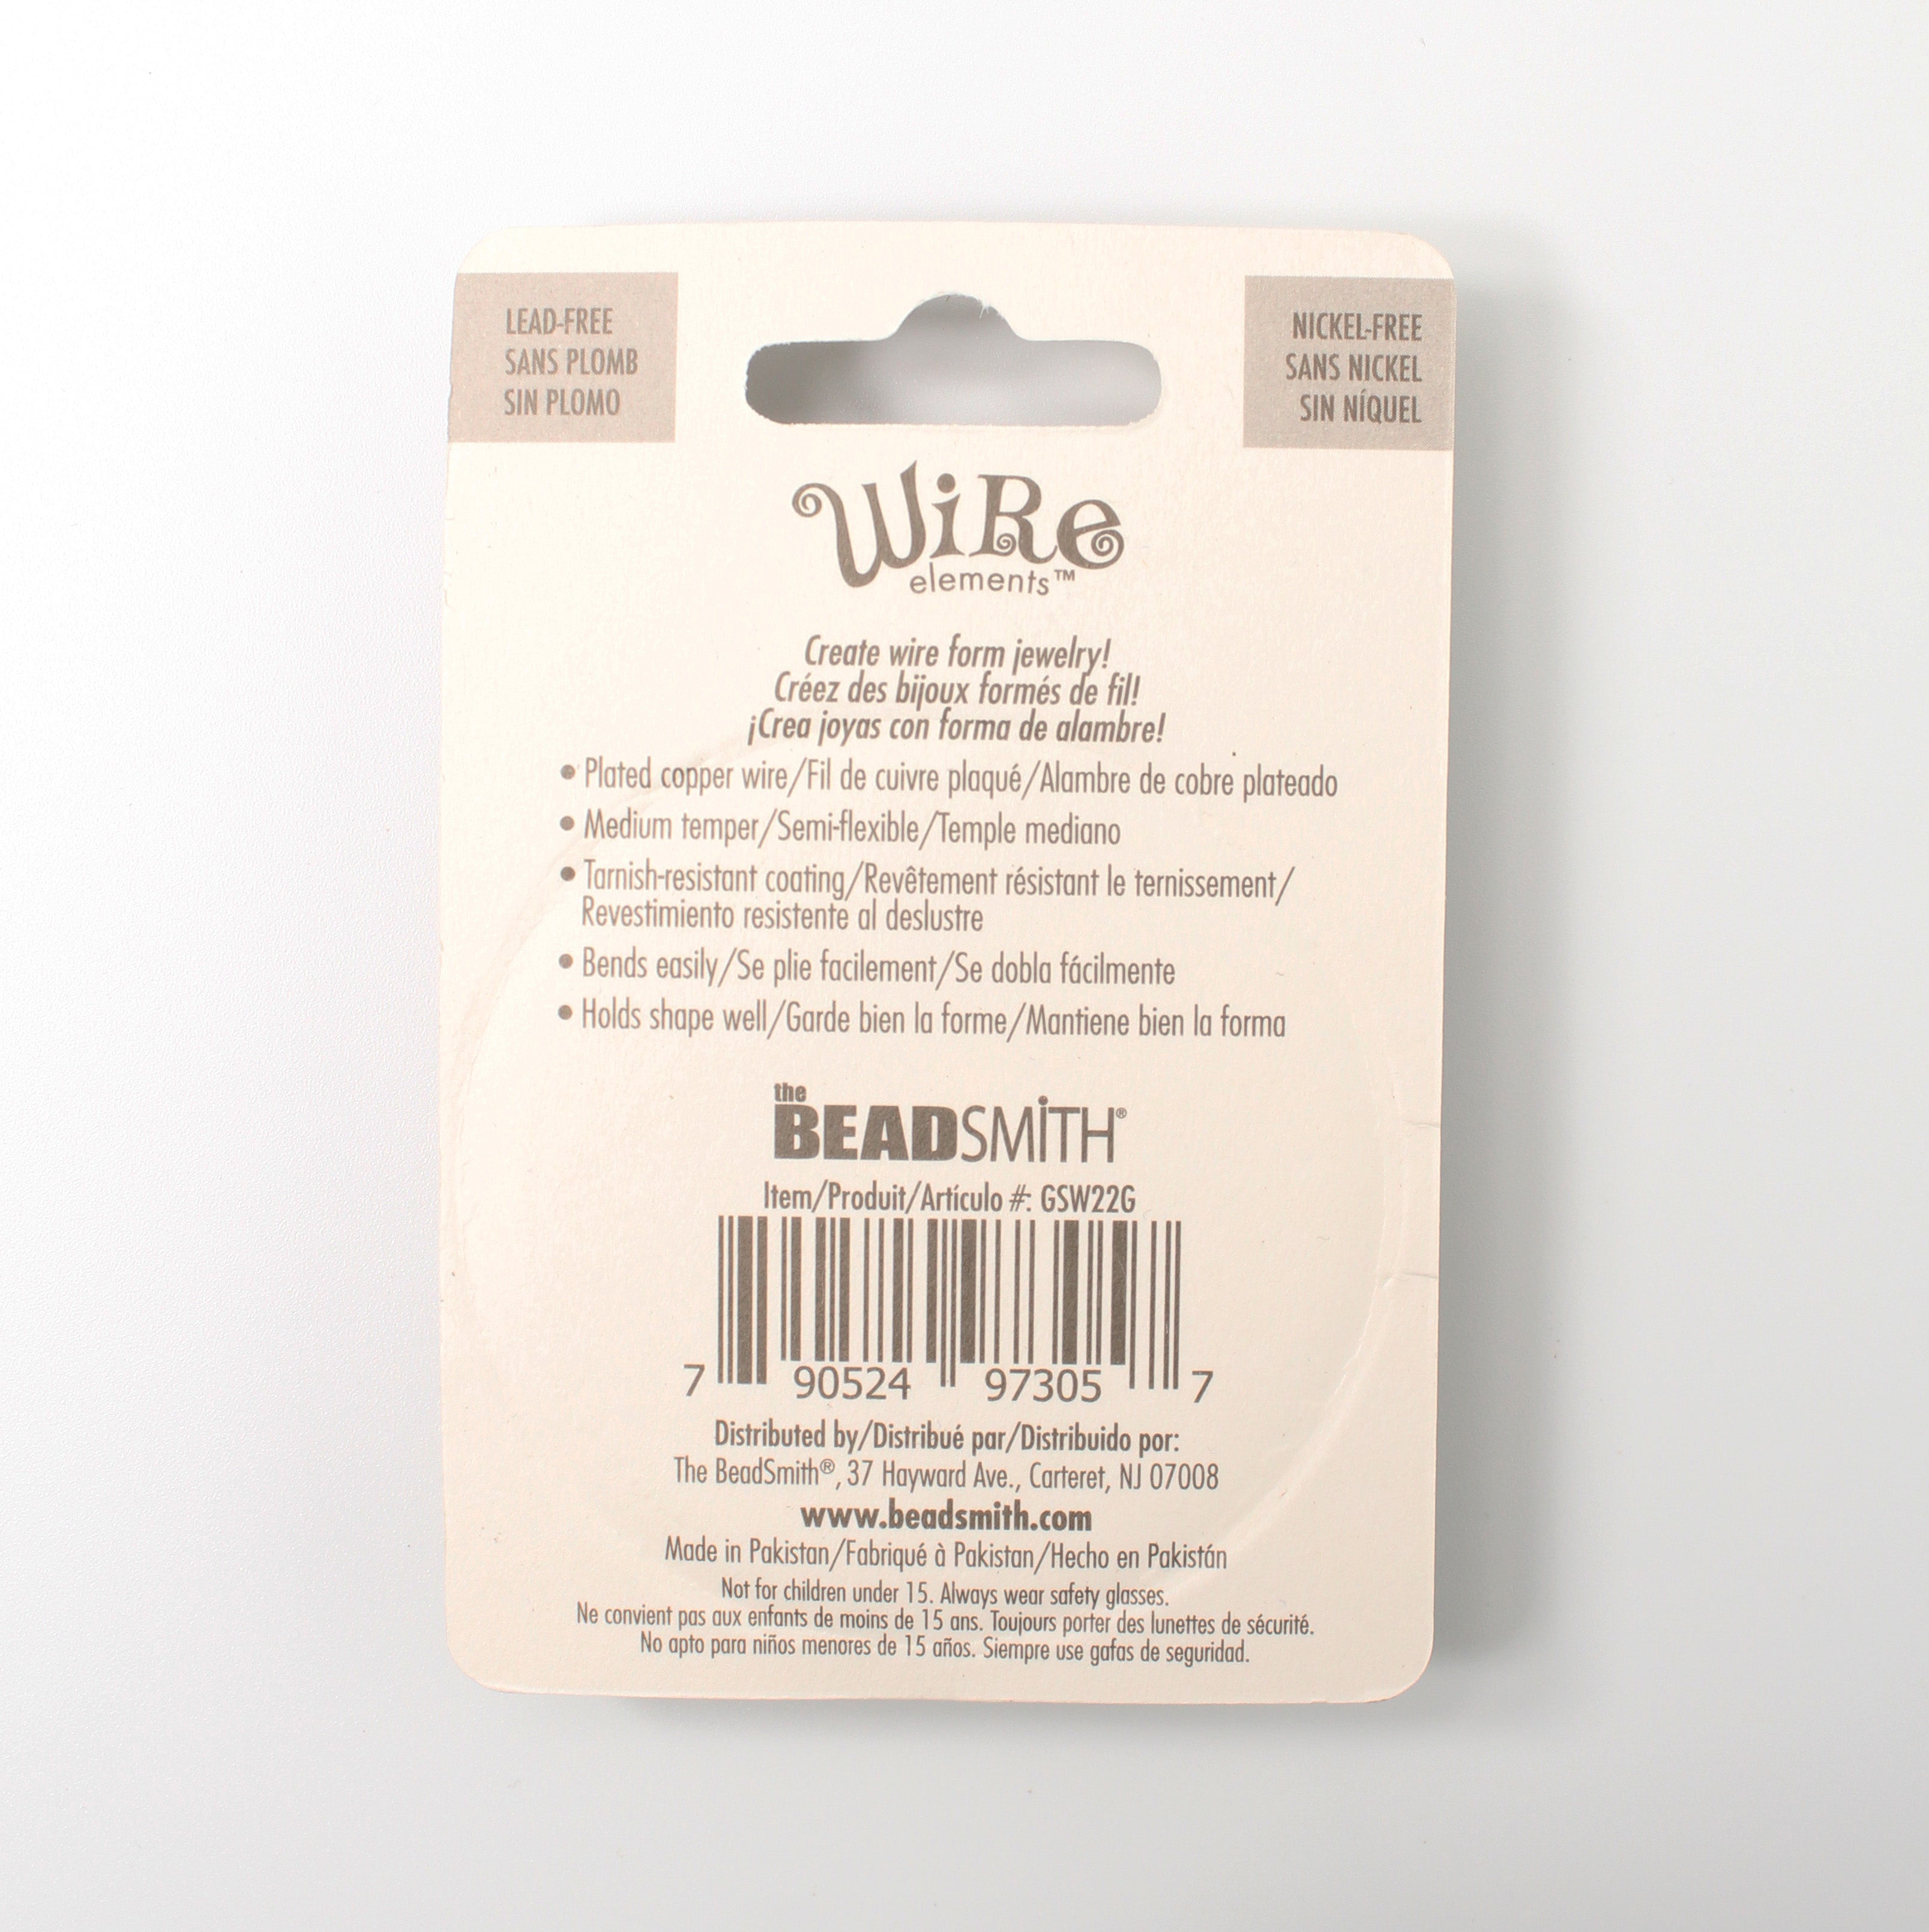 LEAD-FREE
SANS PLOMB
SIN PLOMO
NICKEL-FREE
SANS NICKEL
SIN NÍQUEL
WiRe
elements™
Create wire form jewelry!
Créez des bijoux formés de fil!
¡Crea joyas con forma de alambre!
• Plated copper wire/Fil de cuivre plaqué/Alambre de cobre plateado
• Medium temper/Semi-flexible/Temple mediano
• Tarnish-resistant coating/Revêtement résistant le ternissement/
Revestimiento resistente al deslustre
• Bends easily/Se plie facilement/Se dobla fácilmente
• Holds shape well/Garde bien la forme/Mantiene bien la forma
the
BEADSMiTH®
Item/Produit/Artículo #: GSW22G
7 90524 97305 7
Distributed by/Distribué par/Distribuido por:
The BeadSmith®, 37 Hayward Ave., Carteret, NJ 07008
www.beadsmith.com
Made in Pakistan/Fabriqué à Pakistan/Hecho en Pakistán
Not for children under 15. Always wear safety glasses.
Ne convient pas aux enfants de moins de 15 ans. Toujours porter des lunettes de sécurité.
No apto para niños menores de 15 años. Siempre use gafas de seguridad.